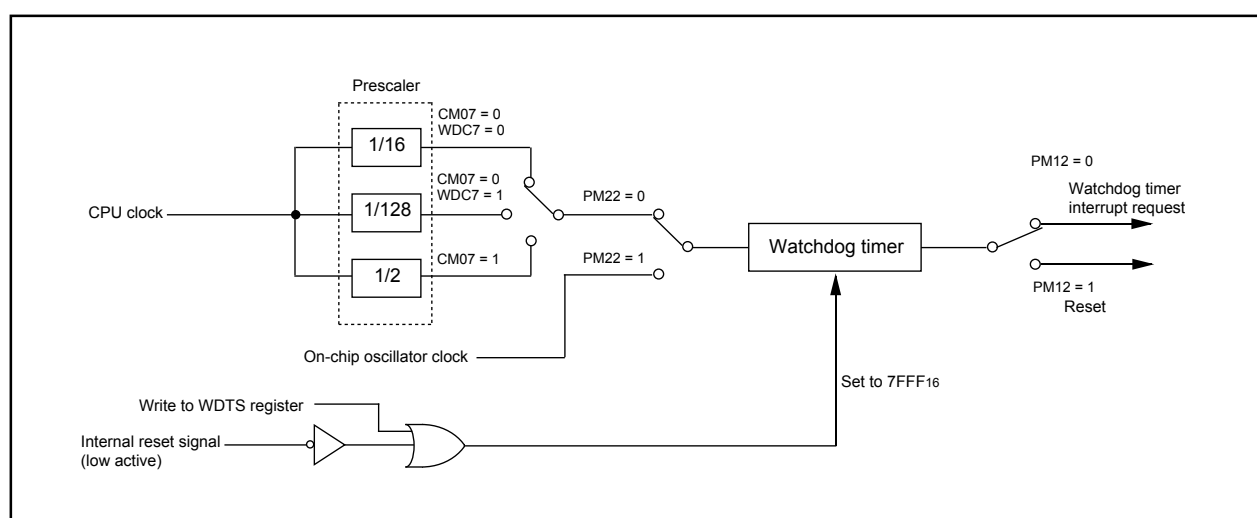 Prescaler
CM07 = 0
WDC7 = 0
1/16
CM07 = 0
WDC7 = 1
1/128
CM07 = 1
1/2
CPU clock
PM22 = 0
PM22 = 1
On-chip oscillator clock
Watchdog timer
PM12 = 0
Watchdog timer
interrupt request
PM12 = 1
Reset
Set to 7FFF16
Write to WDTS register
Internal reset signal
(low active)